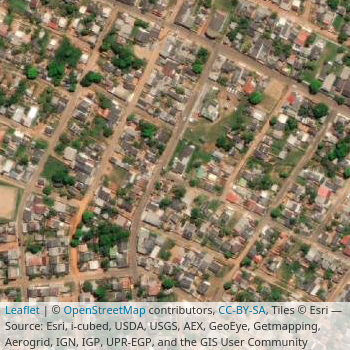 Leaflet | © OpenStreetMap contributors, CC-BY-SA, Tiles © Esri —
Source: Esri, i-cubed, USDA, USGS, AEX, GeoEye, Getmapping,
Aerogrid, IGN, IGP, UPR-EGP, and the GIS User Community